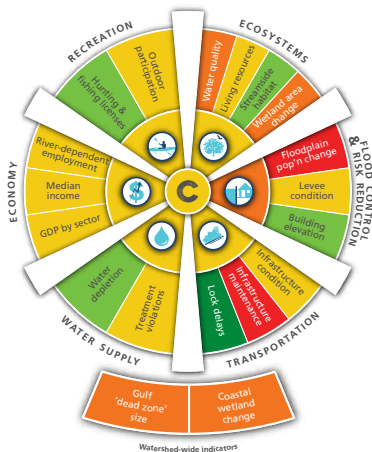 RECREATION
Outdoor
participation
Hunting &
fishing licenses
ECOSYSTEMS
Water quality
Living resources
Streamside
habitat
Wetland area
change
FLOOD CONTROL
& RISK REDUCTION
Floodplain
pop'n change
Levee
condition
Building
elevation
TRANSPORTATION
Infrastructure
condition
Infrastructure
maintenance
Lock delays
WATER SUPPLY
Treatment
violations
Water
depletion
ECONOMY
GDP by sector
Median
income
River-dependent
employment
$
C
Gulf
'dead zone'
size
Coastal
wetland
change
Watershed-wide indicators